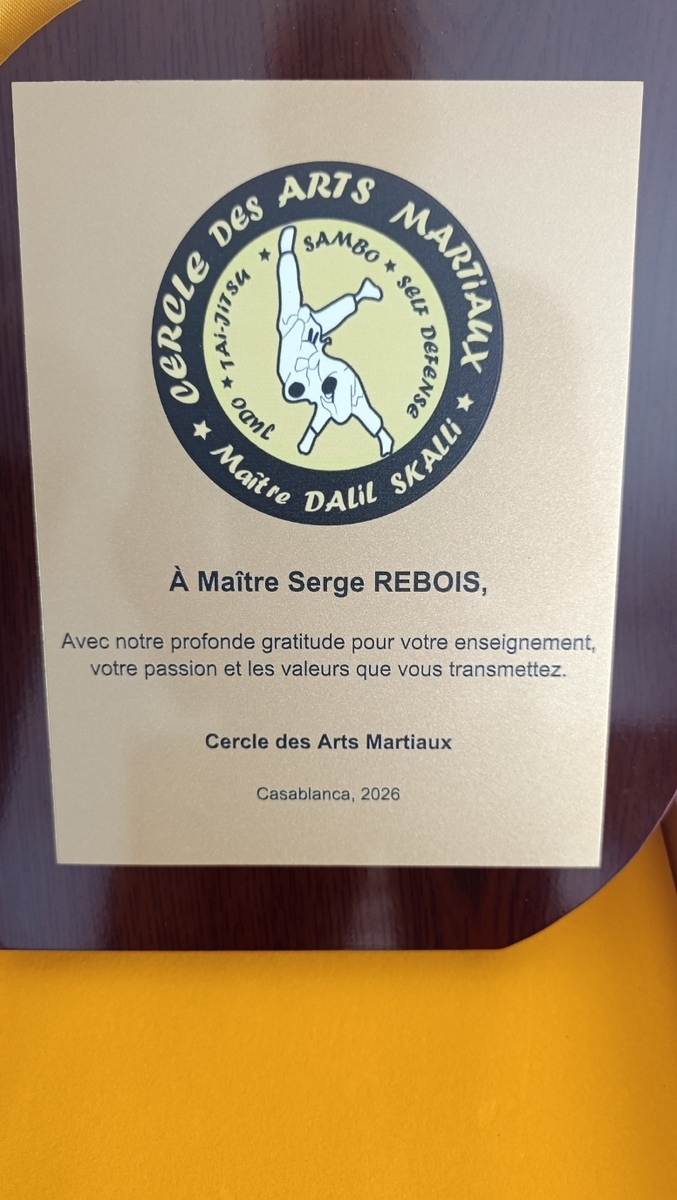 CERCLE DES ARTS MARTiAUX
Maître DALiL SKALLi
JUDO
TAi-JiTSU
SAMBO
SELF DEFENSE
À Maître Serge REBOIS,
Avec notre profonde gratitude pour votre enseignement,
votre passion et les valeurs que vous transmettez.
Cercle des Arts Martiaux
Casablanca, 2026